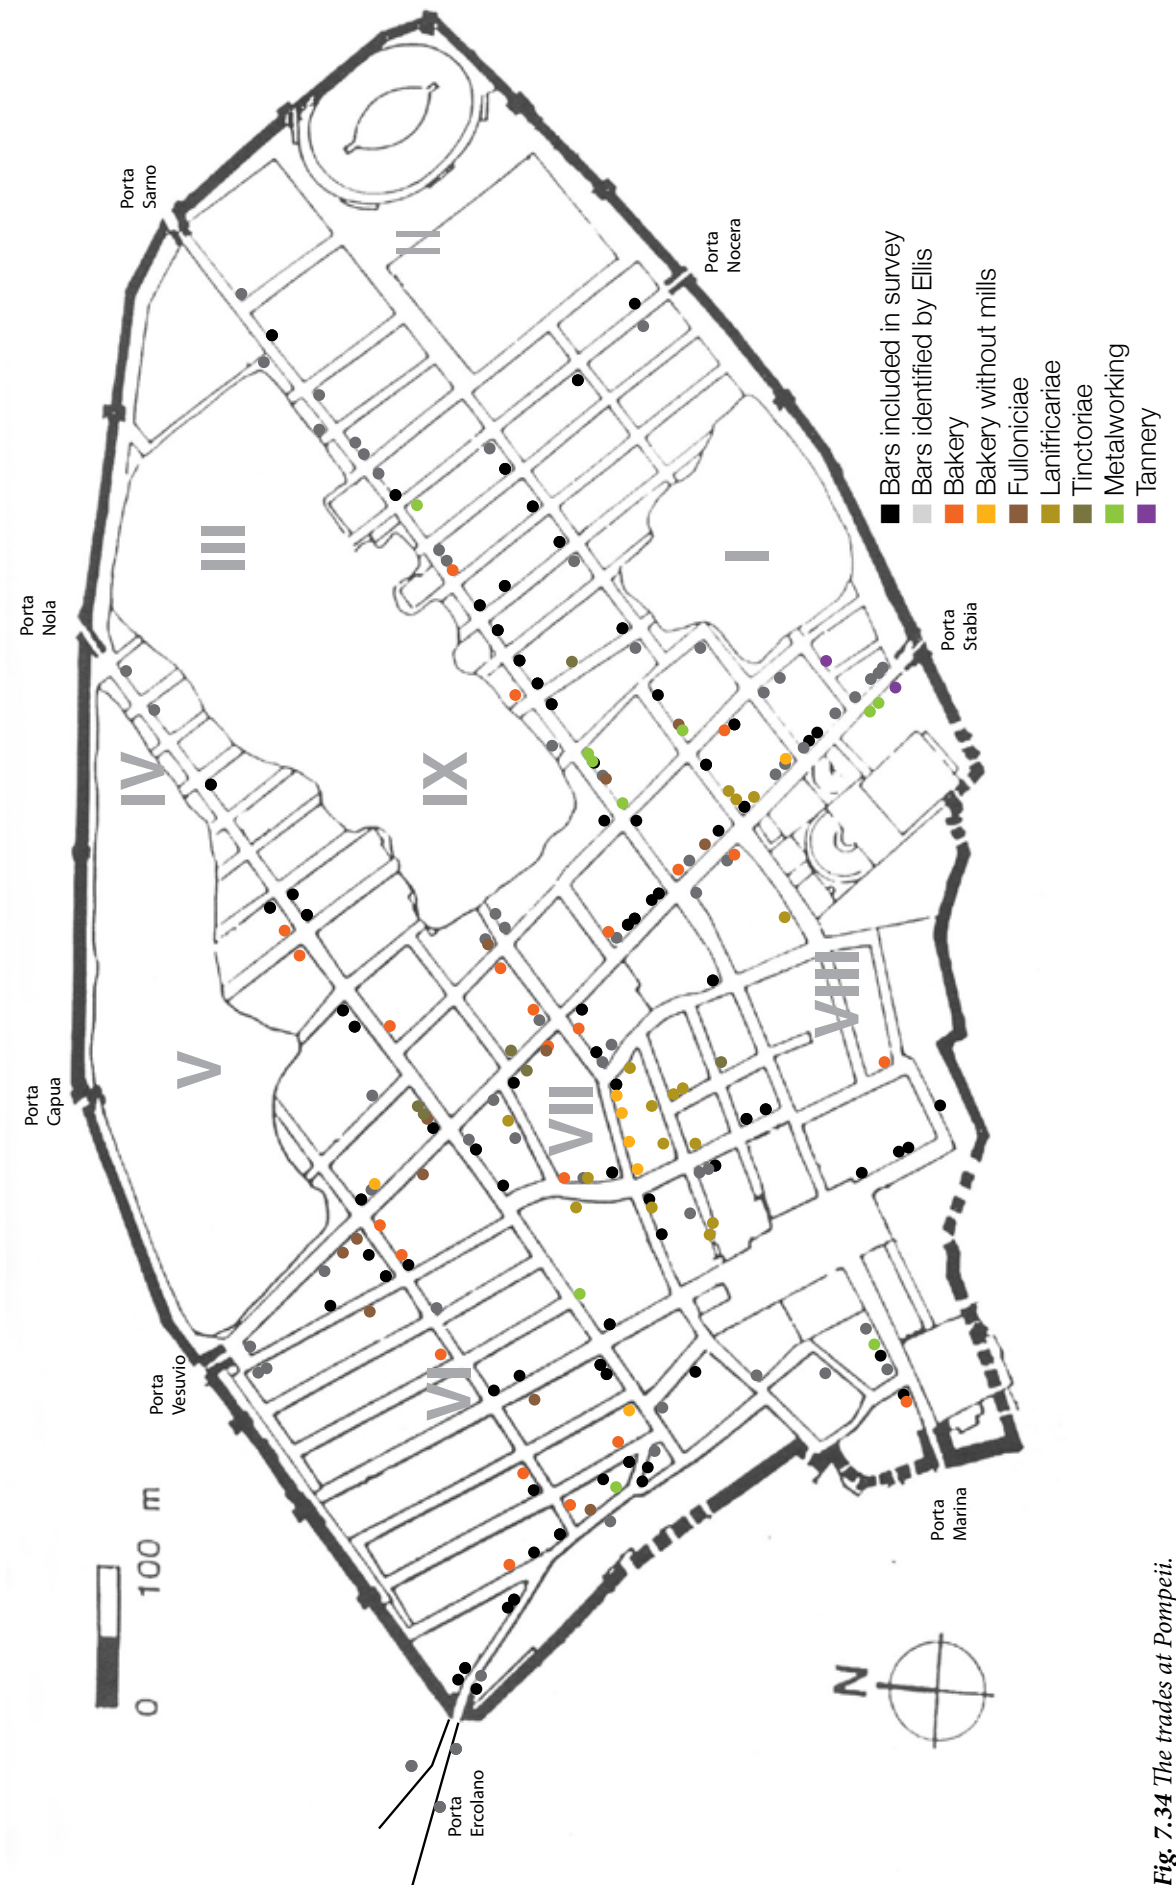 Porta
Sarno
Porta
Nola
Porta
Nocera
Porta
Capua
Porta
Stabia
Porta
Vesuvio
Porta
Marina
Porta
Ercolano
I
II
III
IV
V
VI
VII
VIII
IX
Bars included in survey
Bars identified by Ellis
Bakery
Bakery without mills
Fulloniciae
Lanifricariae
Tinctoriae
Metalworking
Tannery
0 100 m
N
Fig. 7.34 The trades at Pompeii.